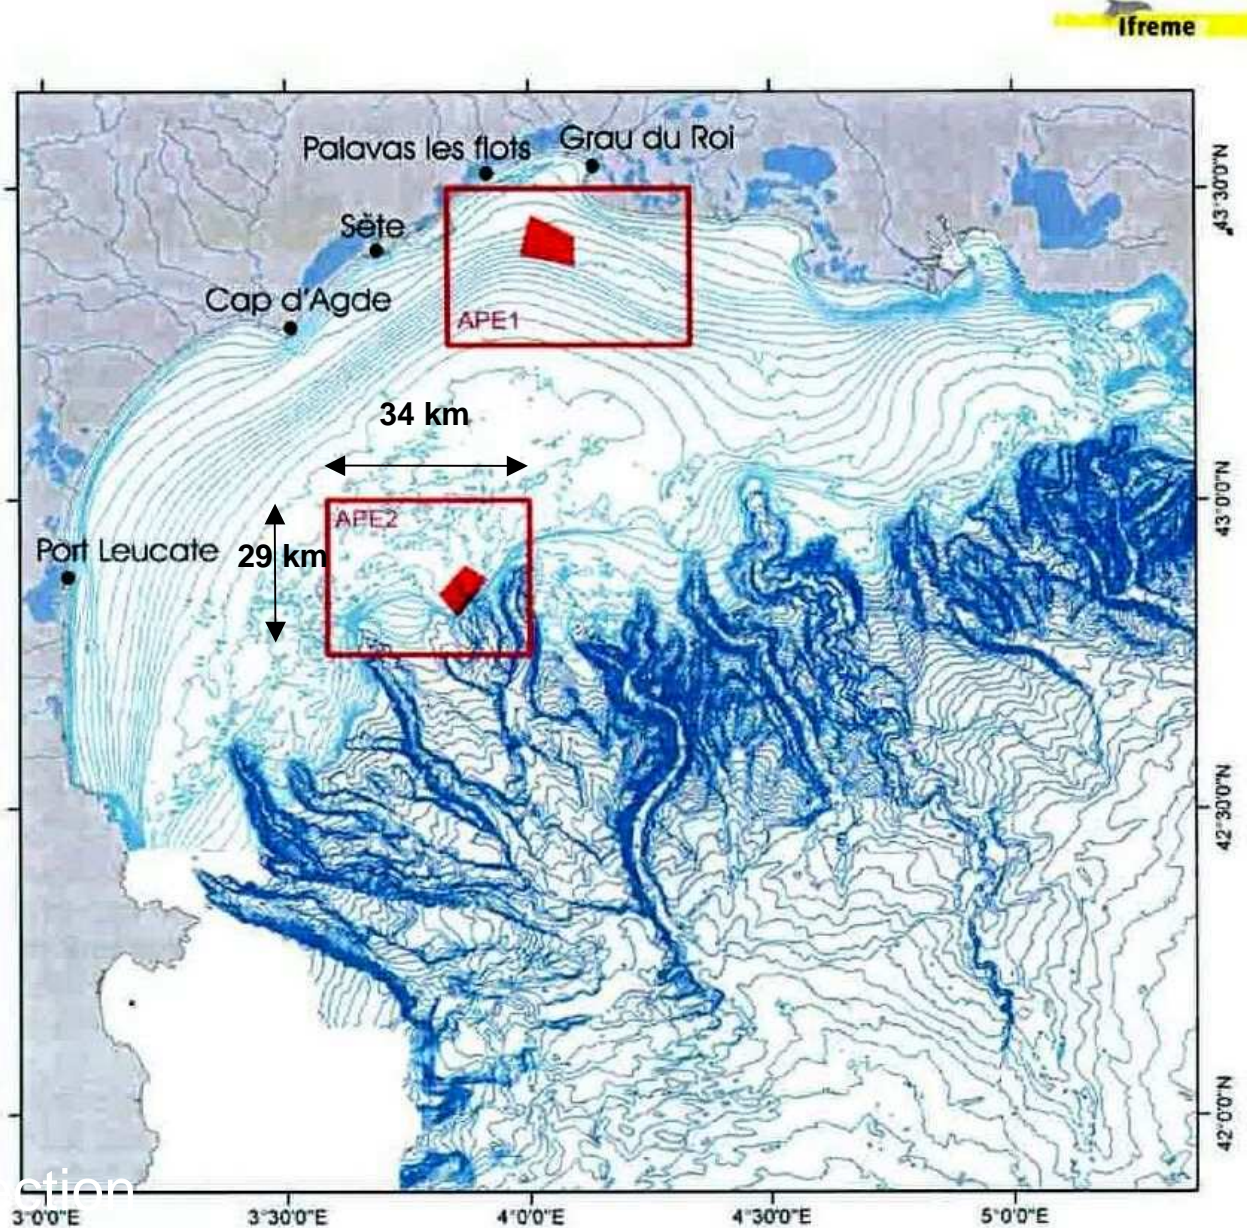 Ifreme
Palavas les flots
Grau du Roi
Sète
Cap d'Agde
APE1
34 km
APE2
Port Leucate
29 km
43°30'0"N
43°0'0"N
42°30'0"N
42°0'0"N
ction
3°0'0"E
3°30'0"E
4°0'0"E
4°30'0"E
5°0'0"E